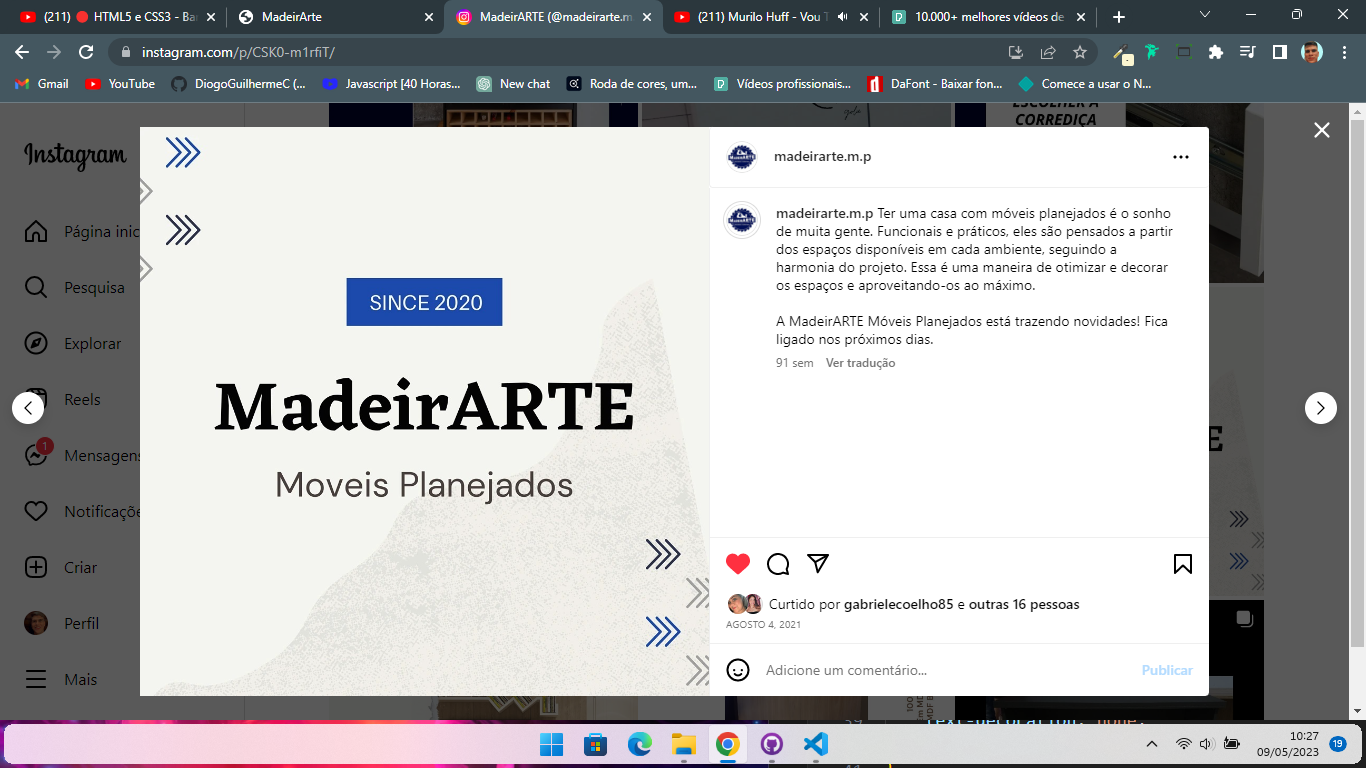 (211) 🔴 HTML5 e CSS3 - Ba
MadeirArte
MadeirARTE (@madeirarte.m
(211) Murilo Huff - Vou T
10.000+ melhores vídeos de
instagram.com/p/CSK0-m1rfiT/
Gmail
YouTube
DiogoGuilhermeC (...
Javascript [40 Horas...
New chat
Roda de cores, um...
Vídeos profissionais...
DaFont - Baixar fon...
Comece a usar o N...
gola
ESCOLHER A
CORREDIÇA
Instagram
Página inic
Pesquisa
Explorar
Reels
1
Mensagens
Notificaçõe
Criar
Perfil
Mais
SINCE 2020
MadeirARTE
Moveis Planejados
madeirarte.m.p
madeirarte.m.p Ter uma casa com móveis planejados é o sonho
de muita gente. Funcionais e práticos, eles são pensados a partir
dos espaços disponíveis em cada ambiente, seguindo a
harmonia do projeto. Essa é uma maneira de otimizar e decorar
os espaços e aproveitando-os ao máximo.
A MadeirARTE Móveis Planejados está trazendo novidades! Fica
ligado nos próximos dias.
91 sem Ver tradução
E
Curtido por gabrielecoelho85 e outras 16 pessoas
AGOSTO 4, 2021
Adicione um comentário...
Publicar
39
10:27
09/05/2023
19